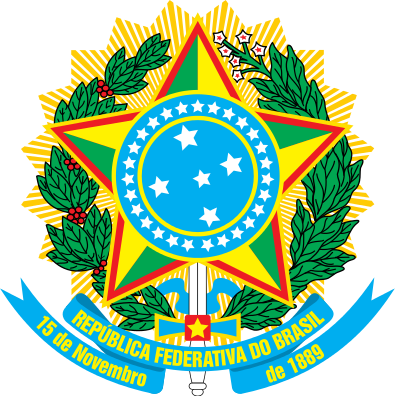 REPÚBLICA FEDERATIVA DO BRASIL
15 de Novembro
de 1889